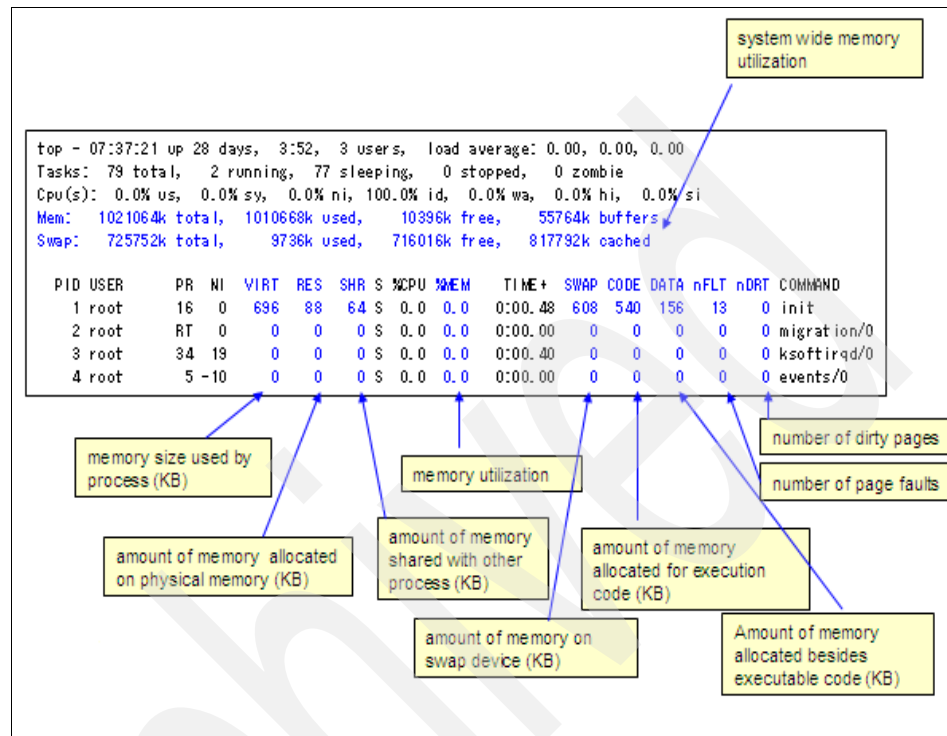 system wide memory
utilization
top - 07:37:21 up 28 days,  3:52,  3 users,  load average: 0.00, 0.00, 0.00
Tasks:  79 total,   2 running,  77 sleeping,   0 stopped,   0 zombie
Cpu(s):  0.0% us,  0.0% sy,  0.0% ni, 100.0% id,  0.0% wa,  0.0% hi,  0.0% si
Mem:   1021064k total,  1010668k used,    10396k free,    55764k buffers
Swap:   725752k total,     9736k used,   716016k free,   817792k cached
PID USER      PR  NI  VIRT  RES  SHR S %CPU %MEM    TIME+  SWAP CODE DATA nFLT nDRT COMMAND
1 root      16   0   696   88   64 S  0.0  0.0   0:00.48  608  540  156   13    0 init
2 root      RT   0     0    0    0 S  0.0  0.0   0:00.00    0    0    0    0    0 migration/0
3 root      34  19     0    0    0 S  0.0  0.0   0:00.40    0    0    0    0    0 ksoftirqd/0
4 root       5 -10     0    0    0 S  0.0  0.0   0:00.00    0    0    0    0    0 events/0
memory size used by
process (KB)
memory utilization
number of dirty pages
number of page faults
amount of memory allocated
on physical memory (KB)
amount of memory
shared with other
process (KB)
amount of memory
allocated for execution
code (KB)
amount of memory on
swap device (KB)
Amount of memory
allocated besides
executable code (KB)